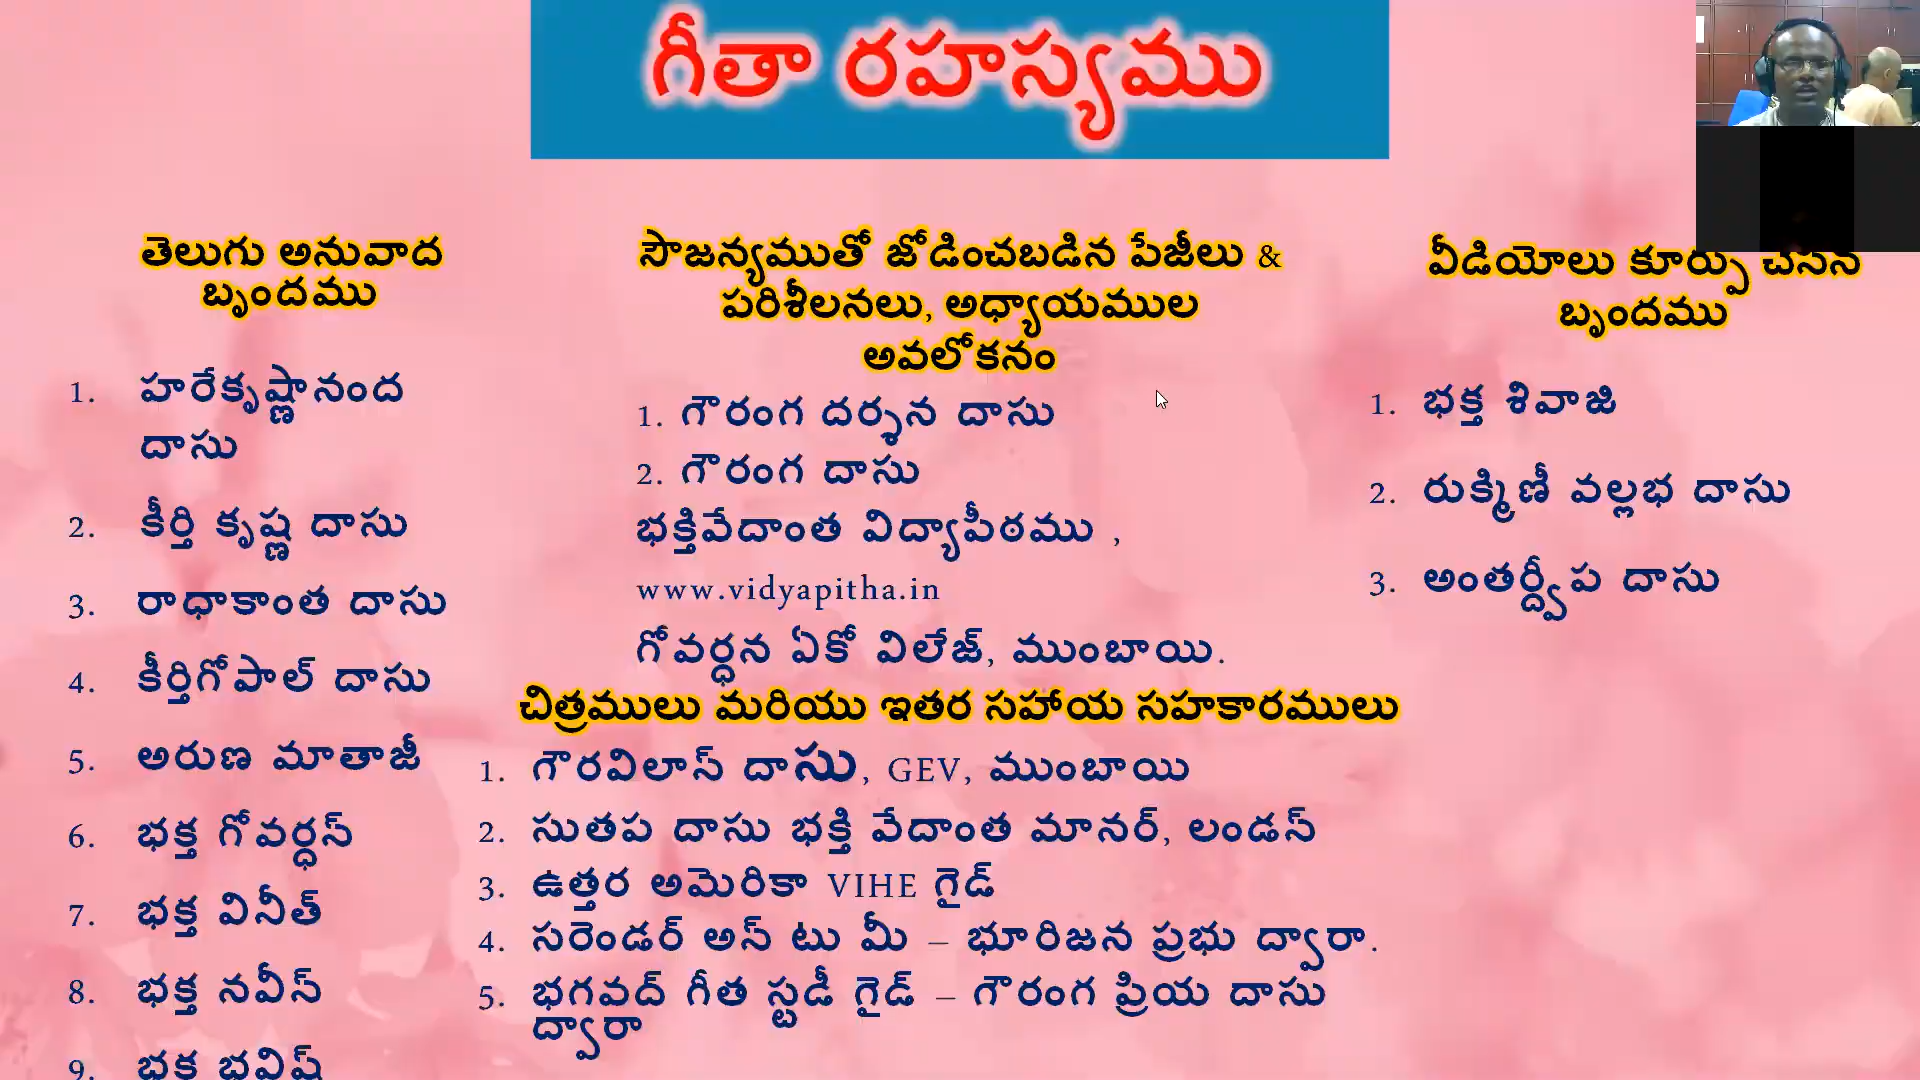 గీతా రహస్యము
తెలుగు అనువాద
బృందము
1. హరేకృష్ణానంద
దాసు
2. కీర్తి కృష్ణ దాసు
3. రాధాకాంత దాసు
4. కీర్తిగోపాల్ దాసు
5. అరుణ మాతాజీ
6. భక్త గోవర్ధన్
7. భక్త వినీత్
8. భక్త నవీన్
9. భక్త భవిష్
సౌజన్యముతో జోడించబడిన పేజీలు &
పరిశీలనలు, అధ్యాయముల
అవలోకనం
1. గౌరంగ దర్శన దాసు
2. గౌరంగ దాసు
భక్తివేదాంత విద్యాపీఠము ,
www.vidyapitha.in
గోవర్ధన ఏకో విలేజ్, ముంబాయి.
చిత్రములు మరియు ఇతర సహాయ సహకారములు
1. గౌరవిలాస్ దాసు, GEV, ముంబాయి
2. సుతప దాసు భక్తి వేదాంత మానర్, లండన్
3. ఉత్తర అమెరికా VIHE గైడ్
4. సరెండర్ అన్ టు మీ – భూరిజన ప్రభు ద్వారా.
5. భగవద్ గీత స్టడీ గైడ్ – గౌరంగ ప్రియ దాసు
ద్వారా
వీడియోలు కూర్పు చేసిన
బృందము
1. భక్త శివాజి
2. రుక్మిణీ వల్లభ దాసు
3. అంతర్ద్వీప దాసు